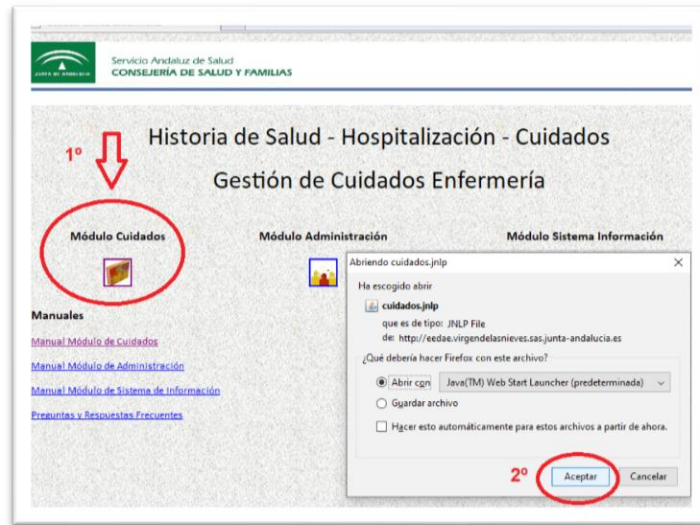 JUNTA DE ANDALUCIA
Servicio Andaluz de Salud
CONSEJERÍA DE SALUD Y FAMILIAS
Historia de Salud - Hospitalización - Cuidados
1º
Gestión de Cuidados Enfermería
Módulo Cuidados
Módulo Administración
Módulo Sistema Información
Manuales
Manual Módulo de Cuidados
Manual Módulo de Administración
Manual Módulo de Sistema de Información
Preguntas y Respuestas Frecuentes
Abriendo cuidados.jnlp
Ha escogido abrir
cuidados.jnlp
que es de tipo: JNLP File
de: http://eedae.virgendelasnieves.sas.junta-andalucia.es
¿Qué debería hacer Firefox con este archivo?
Abrir con Java(TM) Web Start Launcher (predeterminada)
Guardar archivo
Hacer esto automáticamente para estos archivos a partir de ahora.
2º
Aceptar
Cancelar